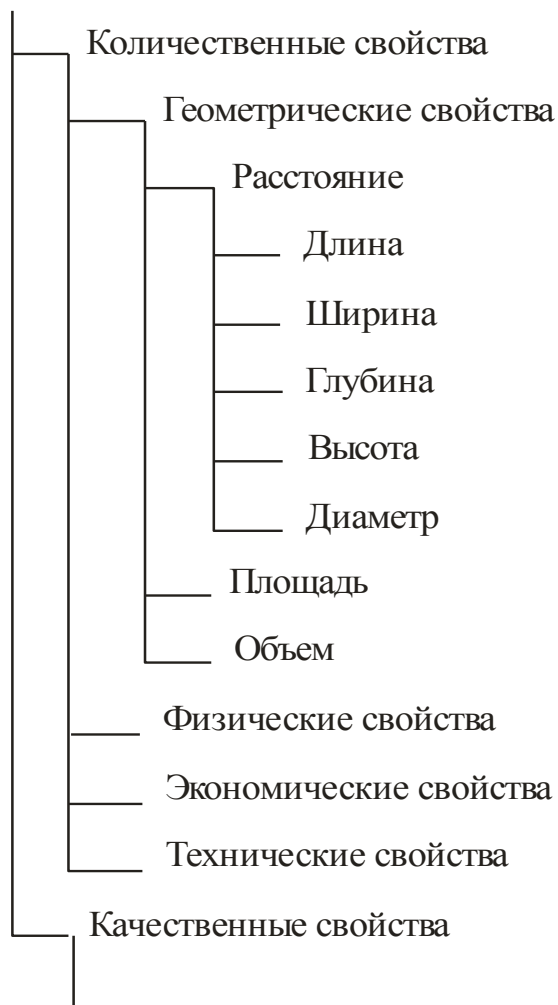 Количественные свойства
Геометрические свойства
Расстояние
Длина
Ширина
Глубина
Высота
Диаметр
Площадь
Объем
Физические свойства
Экономические свойства
Технические свойства
Качественные свойства